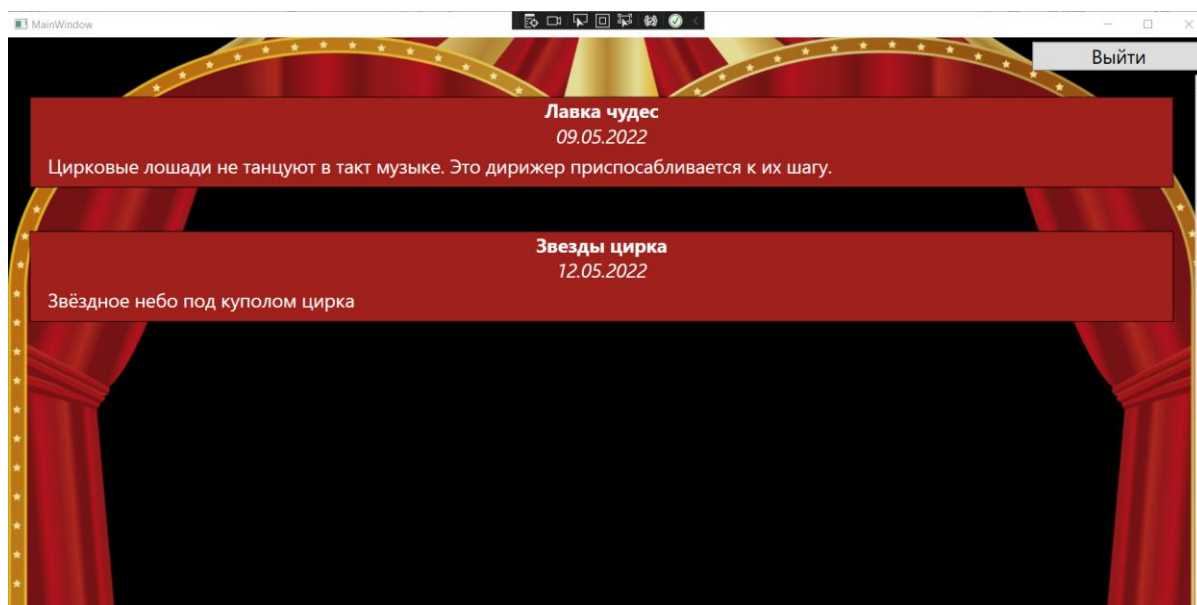 MainWindow
Выйти
Лавка чудес
09.05.2022
Цирковые лошади не танцуют в такт музыке. Это дирижер приспосабливается к их шагу.
Звезды цирка
12.05.2022
Звёздное небо под куполом цирка